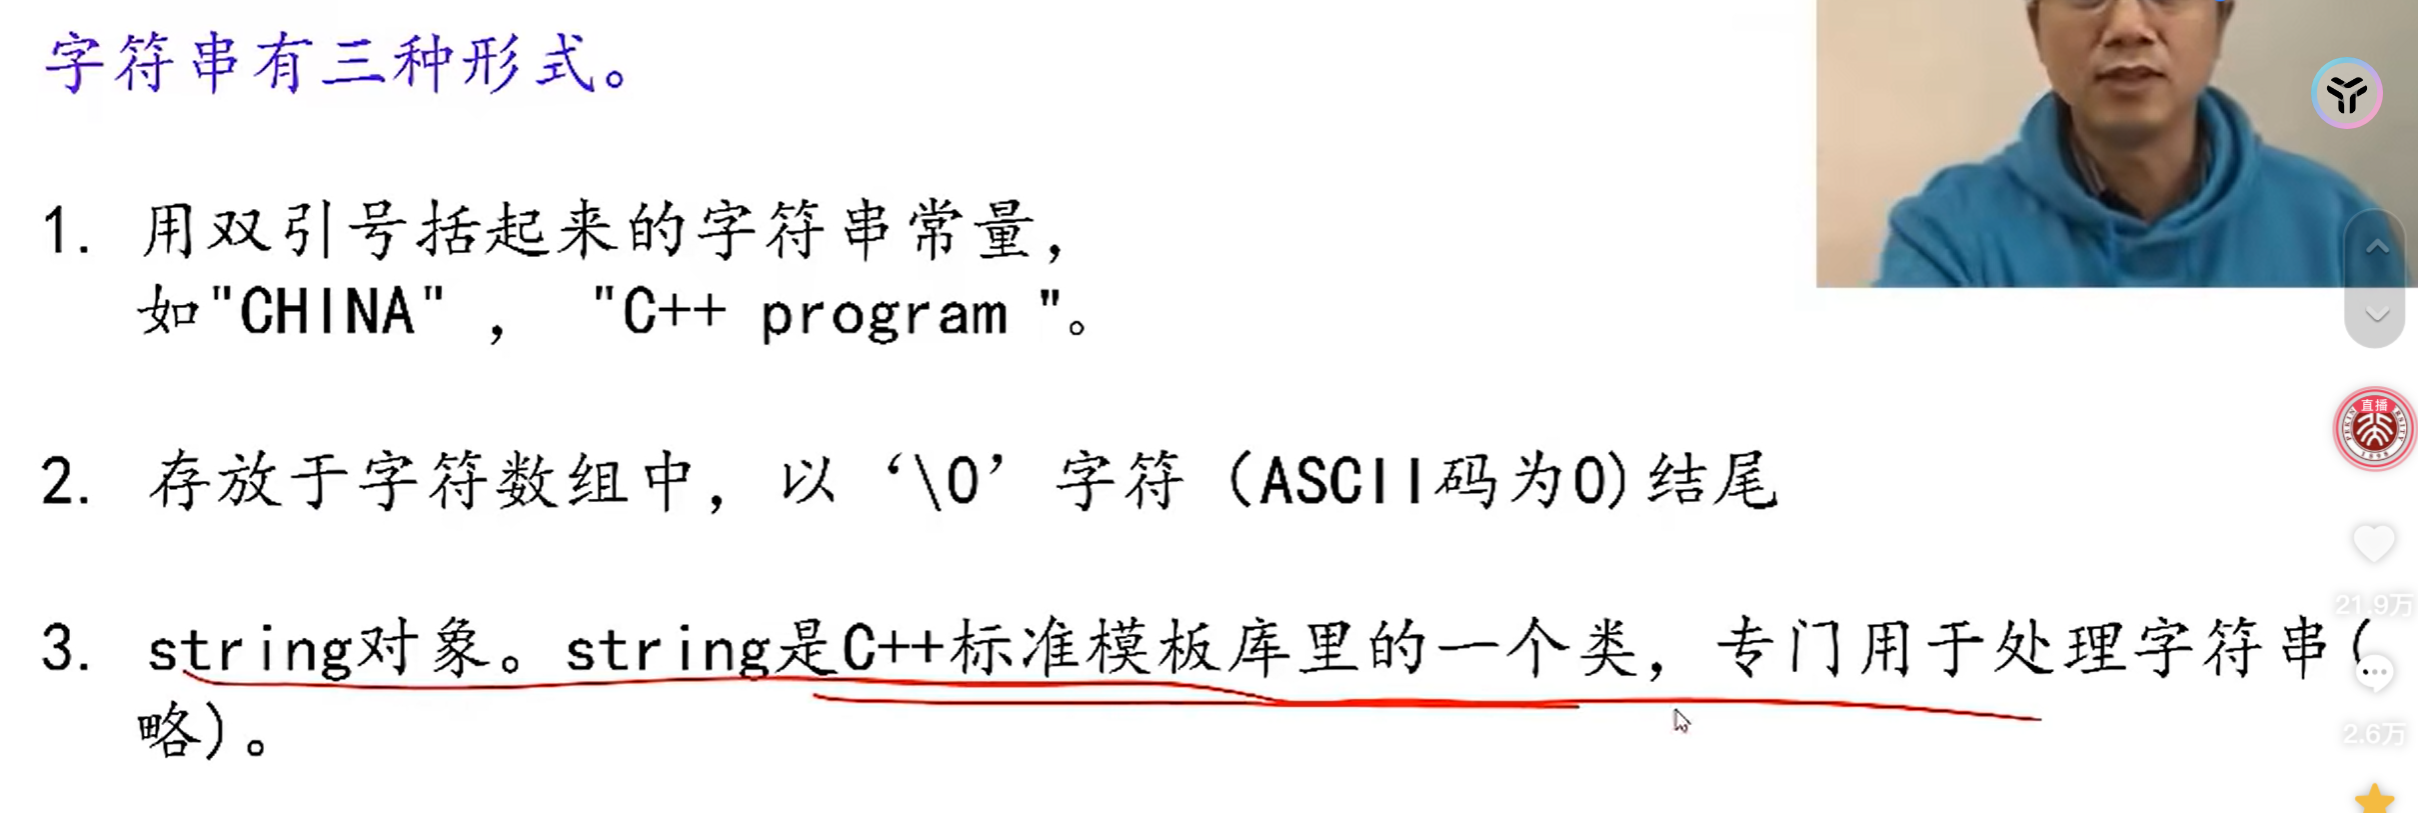 字符串有三种形式。
1. 用双引号括起来的字符串常量，
如"CHINA" ， "C++ program "。
2. 存放于字符数组中，以‘\0’字符（ASCII码为0)结尾
3. string对象。string是C++标准模板库里的一个类，专门用于处理字符串(
略)。
直播
21.9万
2.6万